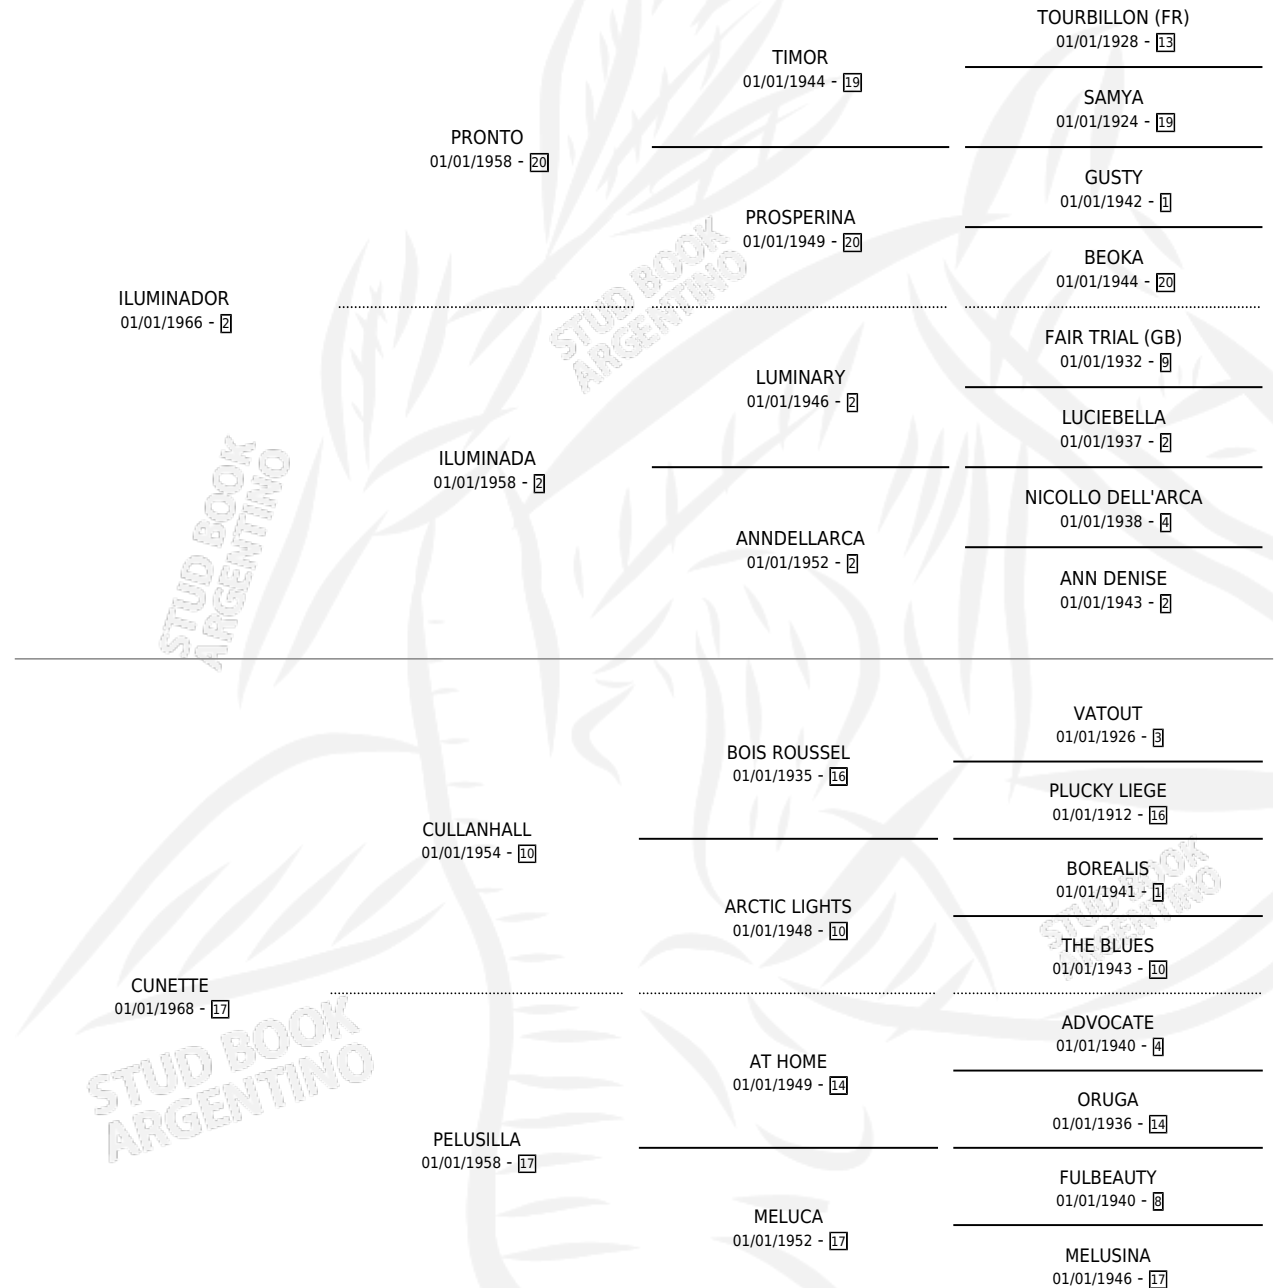 TOURBILLON (FR)
01/01/1928 - 13
TIMOR
01/01/1944 - 19
SAMYA
01/01/1924 - 19
PRONTO
01/01/1958 - 20
GUSTY
01/01/1942 - 1
PROSPERINA
01/01/1949 - 20
BEOKA
01/01/1944 - 20
ILUMINADOR
01/01/1966 - 2
STUD BOOK
ARGENTINO
FAIR TRIAL (GB)
01/01/1932 - 9
LUMINARY
01/01/1946 - 2
LUCIEBELLA
01/01/1937 - 2
ILUMINADA
01/01/1958 - 2
NICOLLO DELL'ARCA
01/01/1938 - 4
ANNDELLARCA
01/01/1952 - 2
ANN DENISE
01/01/1943 - 2
STUD BOOK
ARGENTINO
VATOUT
01/01/1926 - 3
BOIS ROUSSEL
01/01/1935 - 16
PLUCKY LIEGE
01/01/1912 - 16
CULLANHALL
01/01/1954 - 10
BOREALIS
01/01/1941 - 1
ARCTIC LIGHTS
01/01/1948 - 10
THE BLUES
01/01/1943 - 10
STUD BOOK
ARGENTINO
CUNETTE
01/01/1968 - 17
ADVOCATE
01/01/1940 - 4
AT HOME
01/01/1949 - 14
ORUGA
01/01/1936 - 14
STUD BOOK
ARGENTINO
PELUSILLA
01/01/1958 - 17
FULBEAUTY
01/01/1940 - 8
MELUCA
01/01/1952 - 17
MELUSINA
01/01/1946 - 17